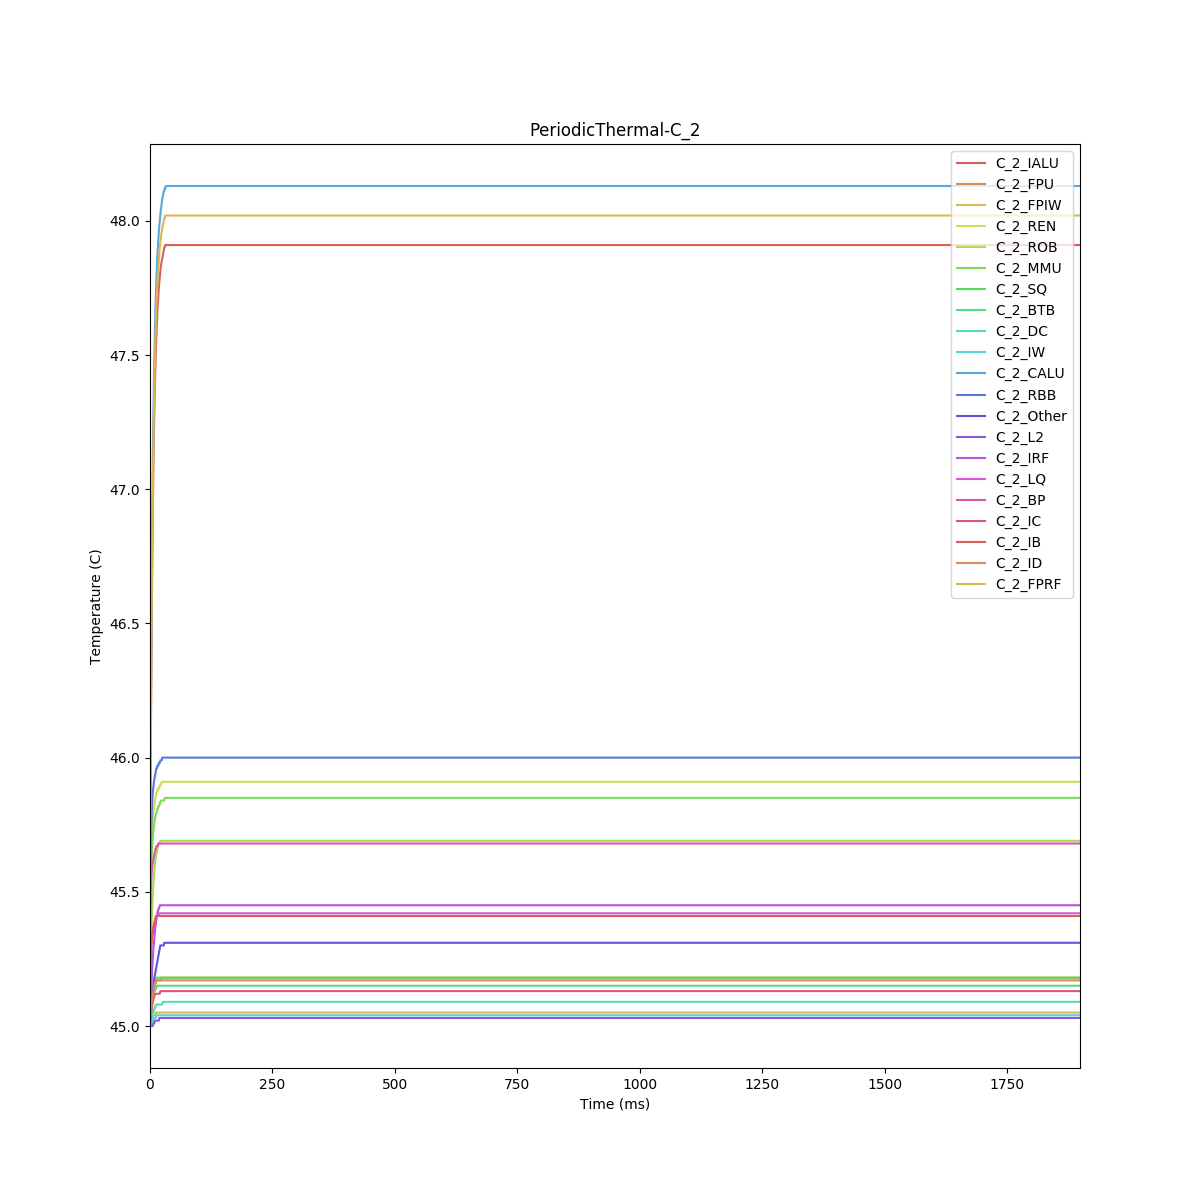 PeriodicThermal-C_2
C_2_IALU
C_2_FPU
C_2_FPIW
C_2_REN
C_2_ROB
C_2_MMU
C_2_SQ
C_2_BTB
C_2_DC
C_2_IW
C_2_CALU
C_2_RBB
C_2_Other
C_2_L2
C_2_IRF
C_2_LQ
C_2_BP
C_2_IC
C_2_IB
C_2_ID
C_2_FPRF
48.0
47.5
47.0
46.5
46.0
45.5
45.0
Temperature (C)
0 250 500 750 1000 1250 1500 1750
Time (ms)